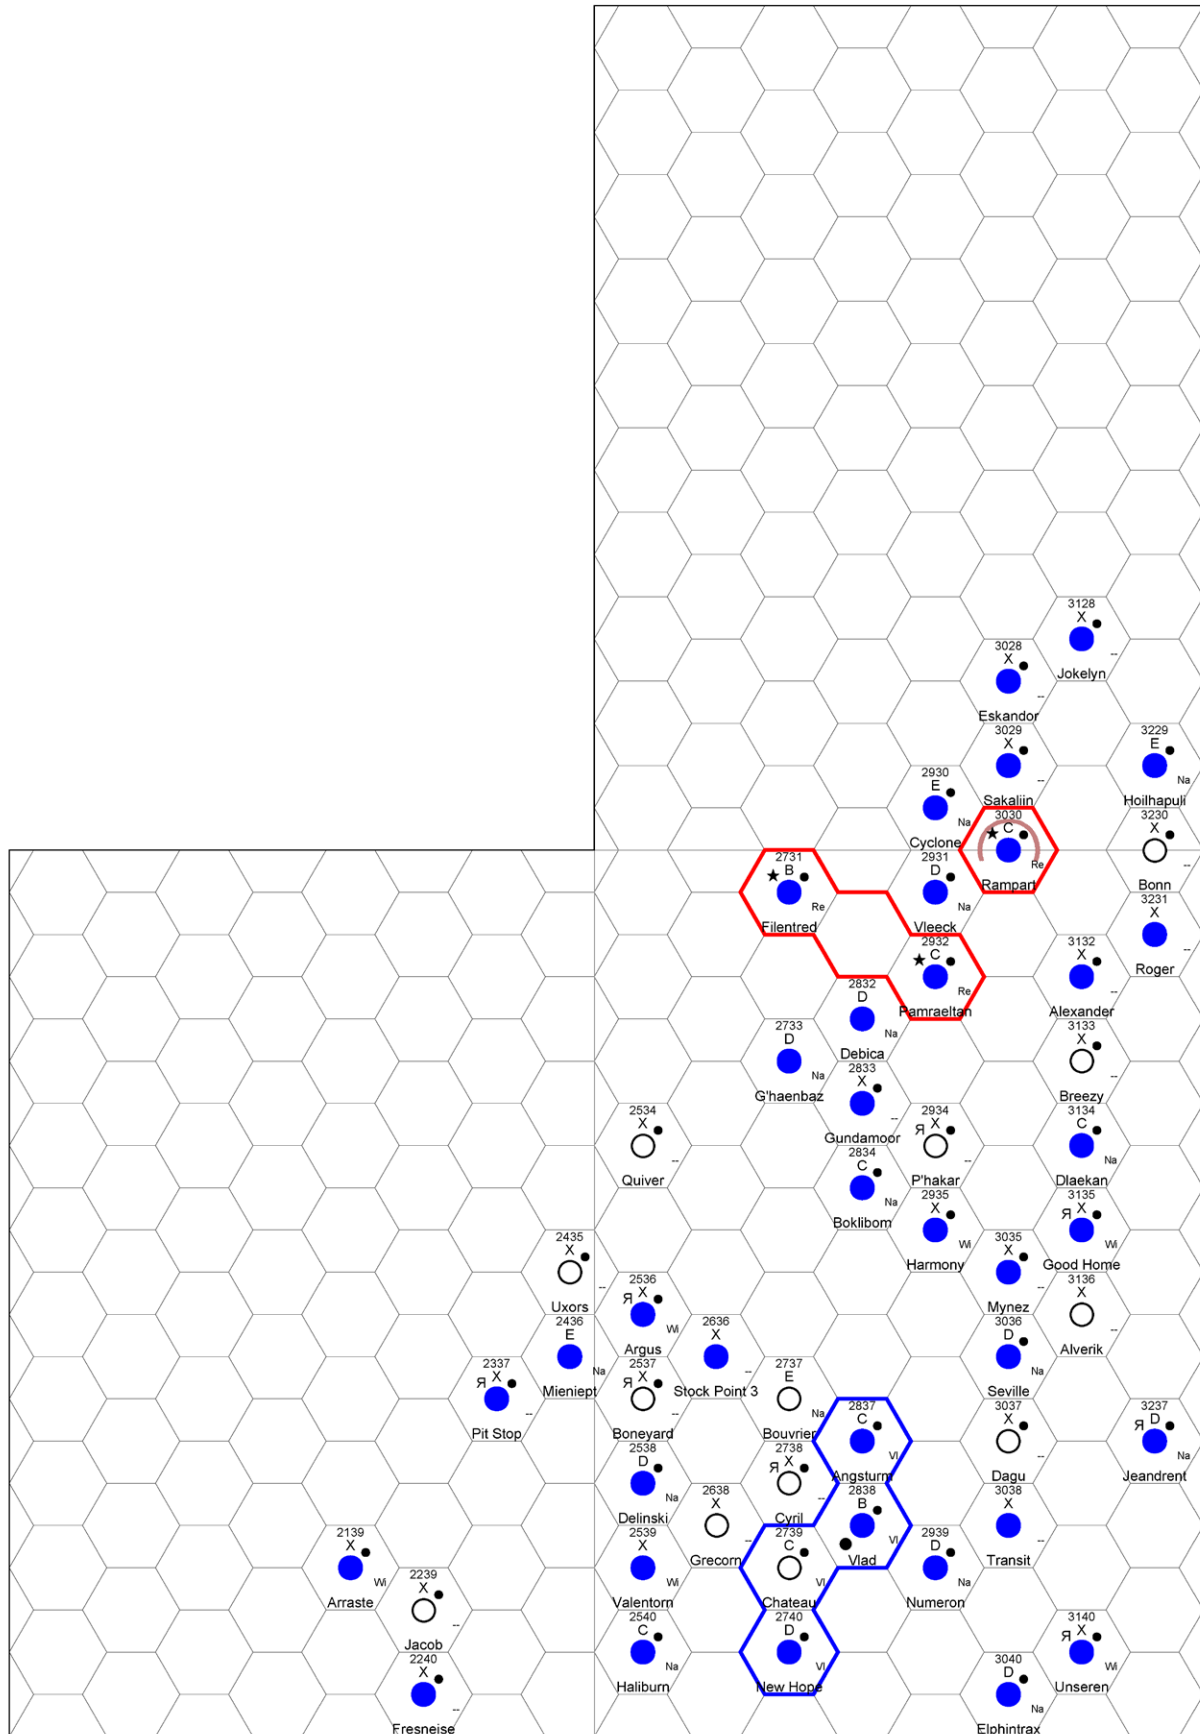 3128
X
--
Jokelyn
3028
X
--
Eskandor
3029
X
--
Sakaliin
3229
E
Na
Hoilhapuli
2930
E
Na
Cyclone
3030
★ C
Re
Rampart
3230
X
--
Bonn
2731
★ B
Re
Filentred
2931
D
Na
Vleeck
3231
X
--
Roger
2932
★ C
Re
Pamraeltan
3132
X
--
Alexander
2832
D
Na
Debica
2733
D
Na
G'haenbaz
3133
X
--
Breezy
2833
X
--
Gundamoor
2534
X
--
Quiver
2934
Я X
--
P'hakar
3134
C
Na
Dlaekan
2834
C
Na
Boklibom
2935
X
Wi
Harmony
3135
Я X
Wi
Good Home
2435
X
--
Uxors
3035
X
--
Mynez
2536
Я X
Wi
Argus
3136
X
--
Alverik
2436
E
Na
Mieniept
2636
X
--
Stock Point 3
3036
D
Na
Seville
2337
Я X
--
Pit Stop
2537
Я X
--
Boneyard
2737
E
Na
Bouvrier
2837
C
Vl
Angsturm
3037
X
--
Dagu
3237
Я D
Na
Jeandrent
2538
D
Na
Delinski
2738
Я X
--
Cyril
2638
X
--
Grecorn
2838
B
Vl
Vlad
3038
X
--
Transit
2139
X
Wi
Arraste
2539
X
Wi
Valentorn
2739
C
Vl
Chateau
2939
D
Na
Numeron
2239
X
--
Jacob
2540
C
Na
Haliburn
2740
D
Vl
New Hope
3140
Я X
Wi
Unseren
2240
X
--
Fresneise
3040
D
Na
Elphintrax